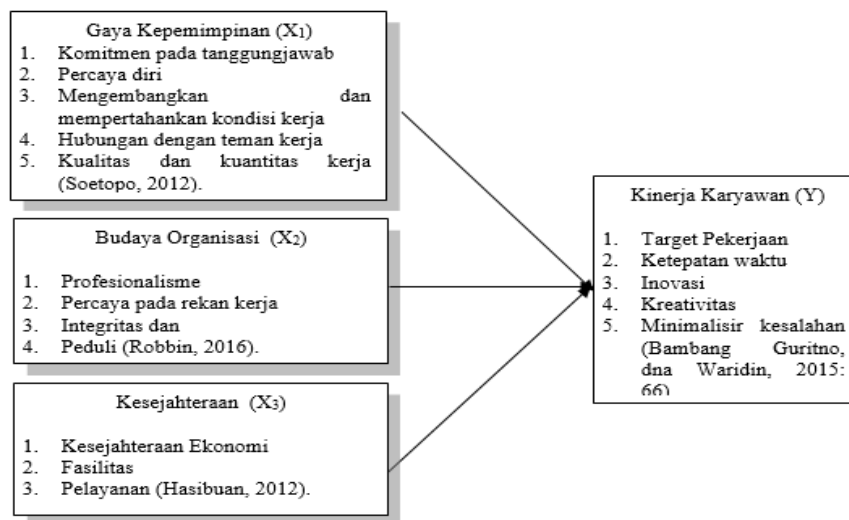 Gaya Kepemimpinan (X1)
1. Komitmen pada tanggungjawab
2. Percaya diri
3. Mengembangkan dan
mempertahankan kondisi kerja
4. Hubungan dengan teman kerja
5. Kualitas dan kuantitas kerja
(Soetopo, 2012).
Budaya Organisasi (X2)
1. Profesionalisme
2. Percaya pada rekan kerja
3. Integritas dan
4. Peduli (Robbin, 2016).
Kesejahteraan (X3)
1. Kesejahteraan Ekonomi
2. Fasilitas
3. Pelayanan (Hasibuan, 2012).
Kinerja Karyawan (Y)
1. Target Pekerjaan
2. Ketepatan waktu
3. Inovasi
4. Kreativitas
5. Minimalisir kesalahan
(Bambang Guritno,
dna Waridin, 2015:
66)